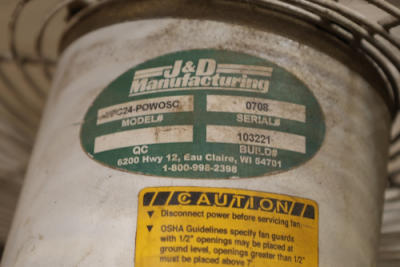 J&D
Manufacturing
C24-POWOSC 0708
MODEL# SERIAL#
103221
QC BUILD#
6200 Hwy 12, Eau Claire, WI 54701
1-800-998-2398
CAUTION
Disconnect power before servicing fan.
OSHA Guidelines specify fan guards
with 1/2" openings may be placed at
ground level, openings greater than 1/2"
must be placed above 7'